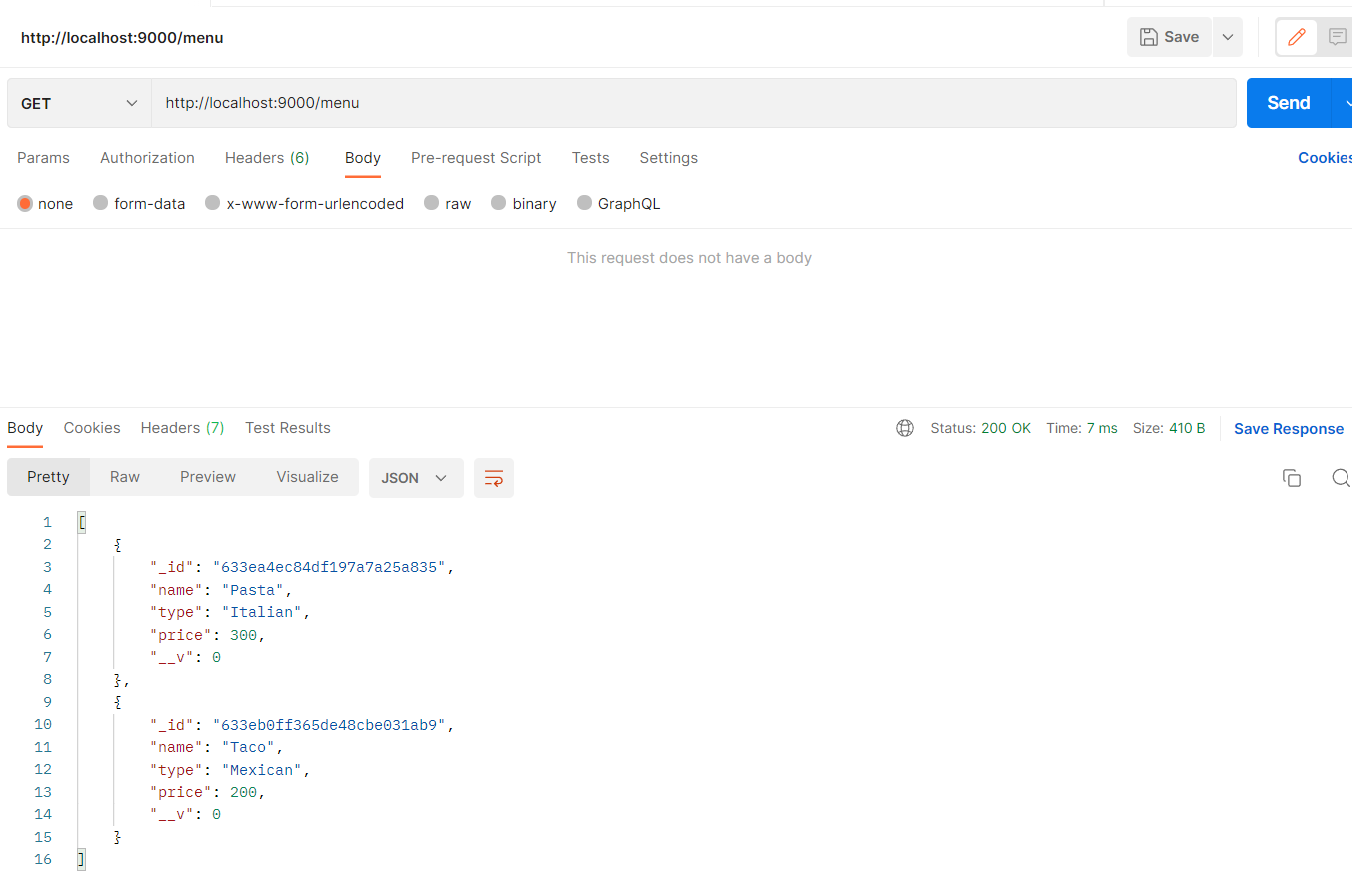 http://localhost:9000/menu
Save
GET
http://localhost:9000/menu
Send
Params Authorization Headers (6) Body Pre-request Script Tests Settings Cookies
none form-data x-www-form-urlencoded raw binary GraphQL
This request does not have a body
Body Cookies Headers (7) Test Results Status: 200 OK Time: 7 ms Size: 410 B Save Response
Pretty Raw Preview Visualize JSON
1 [
2 {
3 "_id": "633ea4ec84df197a7a25a835",
4 "name": "Pasta",
5 "type": "Italian",
6 "price": 300,
7 "__v": 0
8 },
9 {
10 "_id": "633eb0ff365de48cbe031ab9",
11 "name": "Taco",
12 "type": "Mexican",
13 "price": 200,
14 "__v": 0
15 }
16 ]